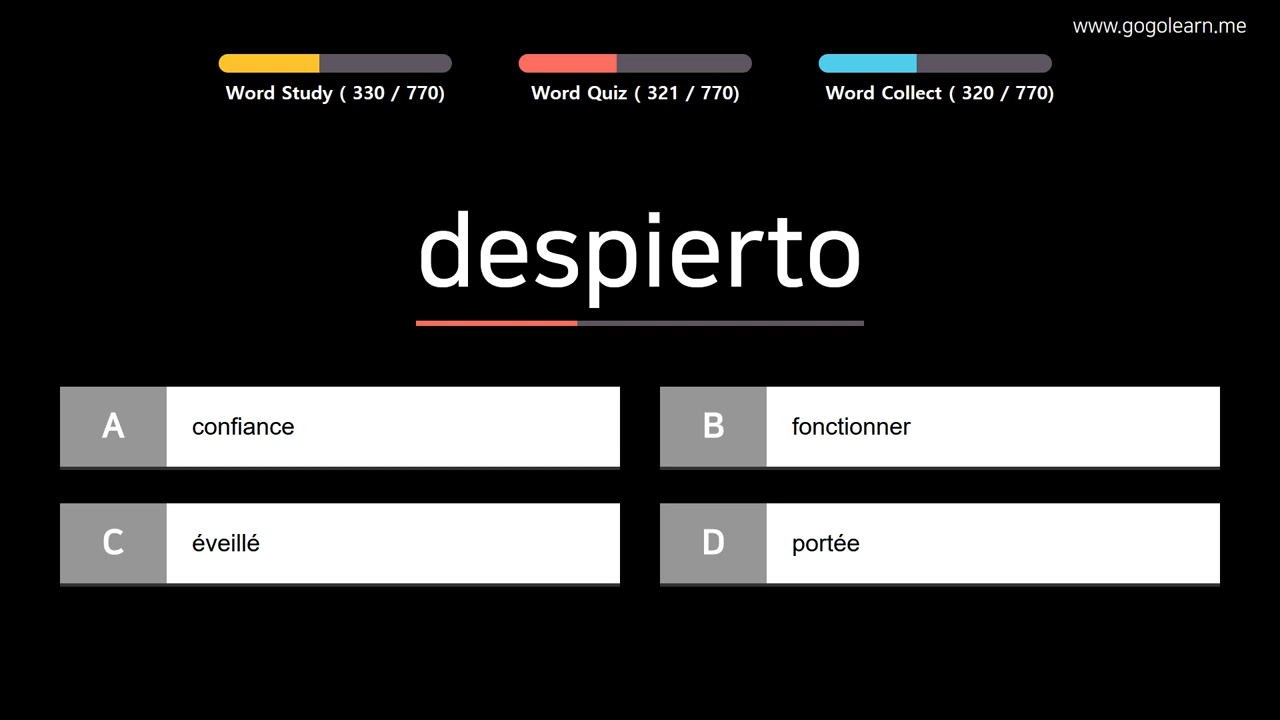 www.gogolearn.me
Word Study ( 330 / 770)
Word Quiz ( 321 / 770)
Word Collect ( 320 / 770)
despierto
A confiance
B fonctionner
C éveillé
D portée